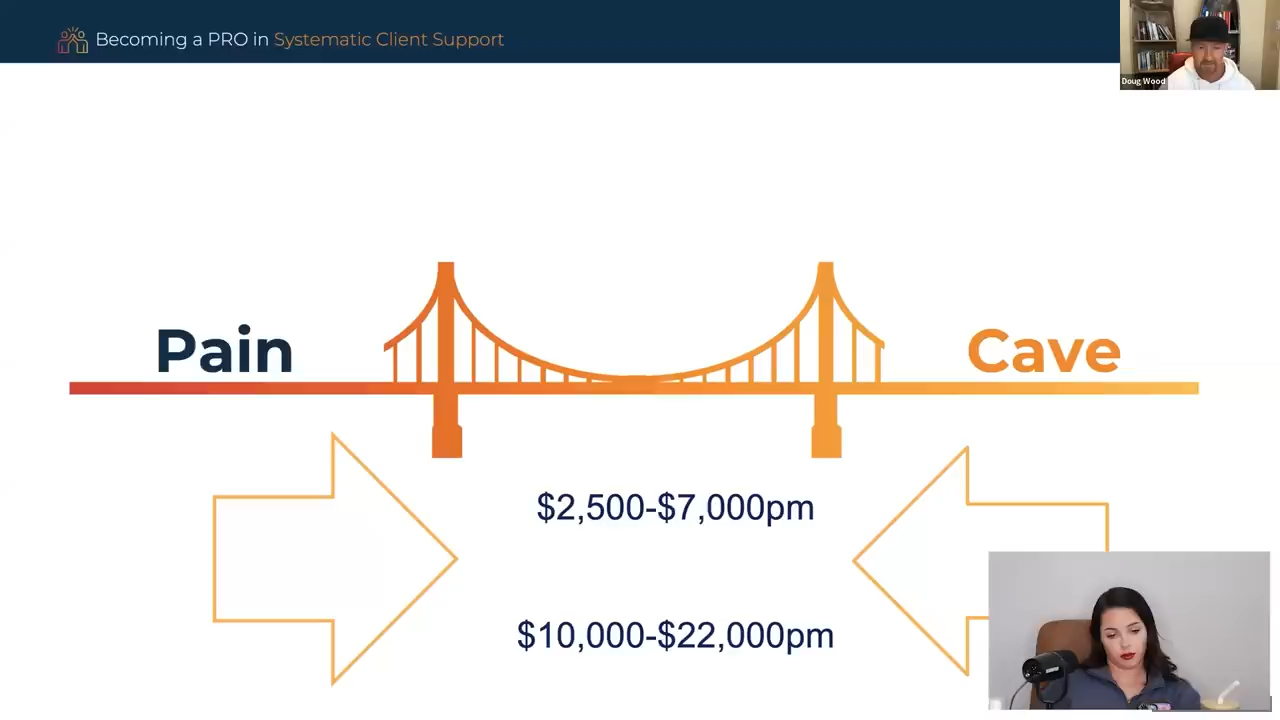 Becoming a PRO in Systematic Client Support
Doug Wood
Pain
Cave
$2,500-$7,000pm
$10,000-$22,000pm